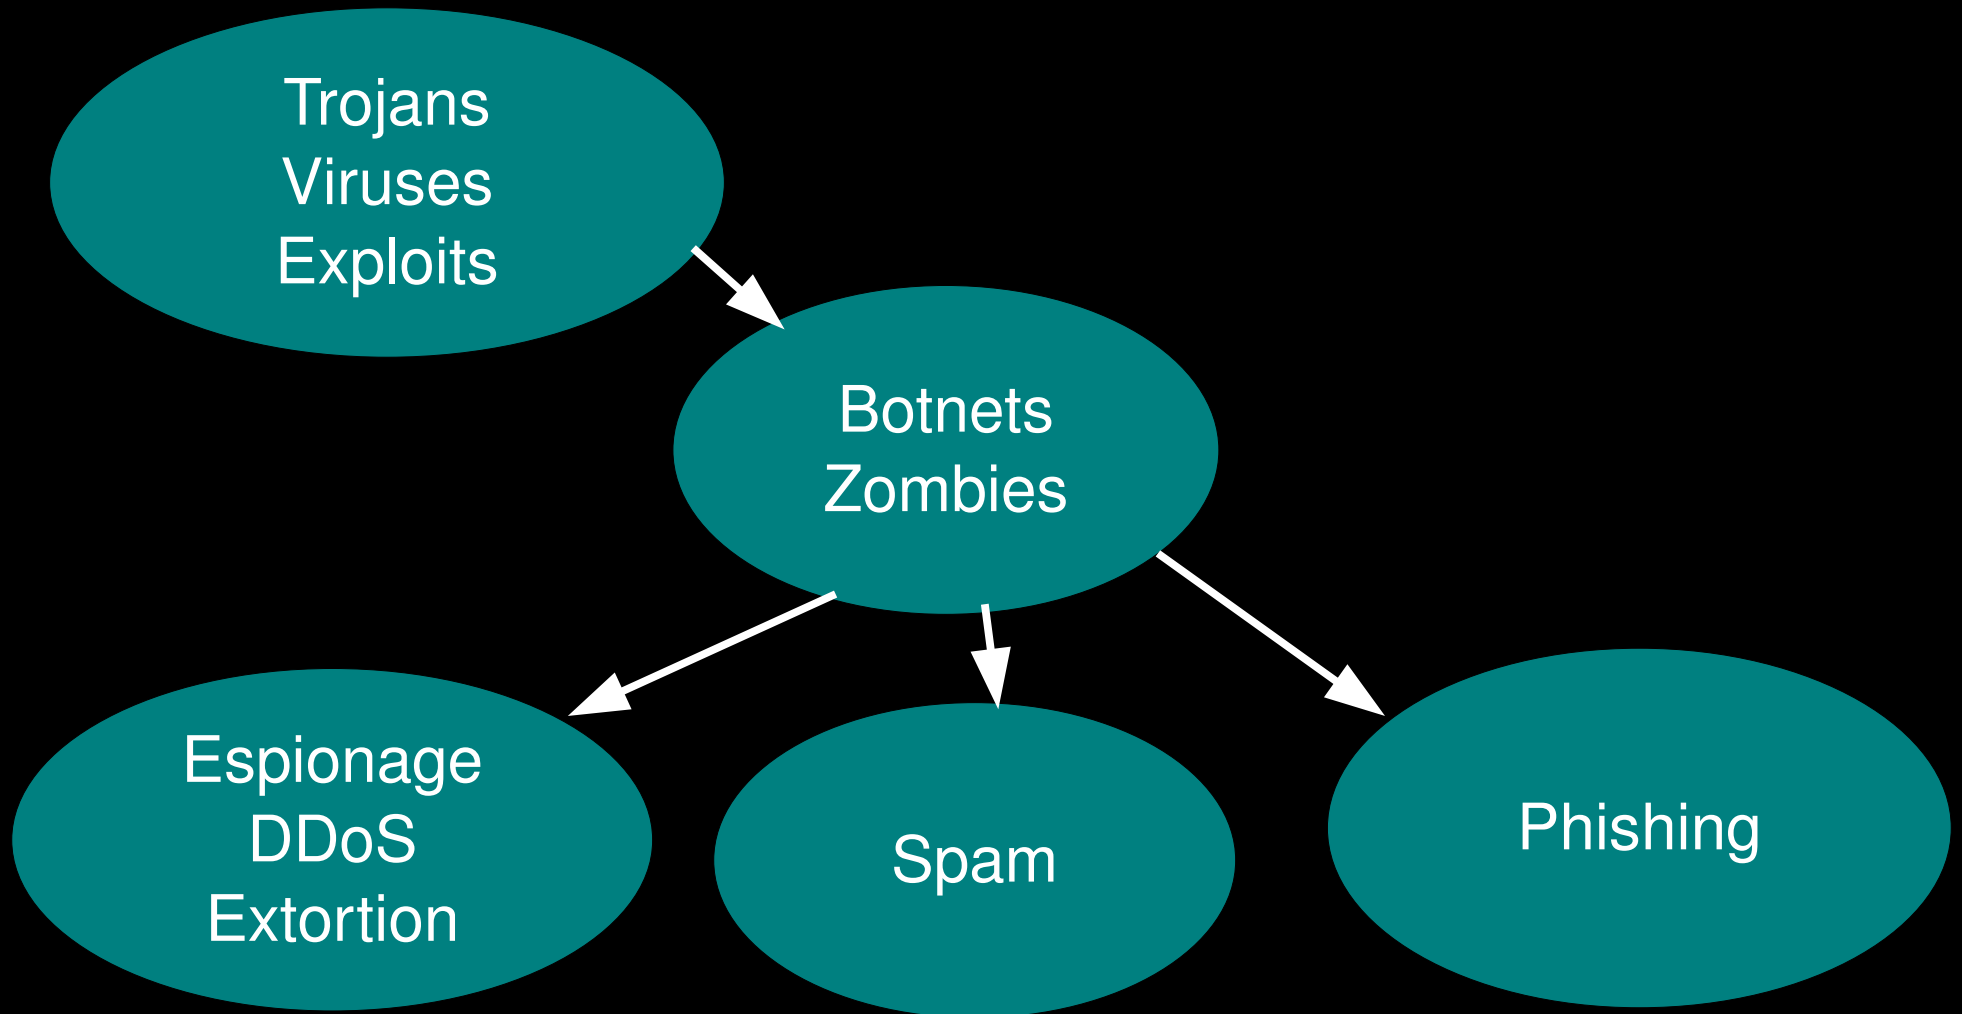 Trojans
Viruses
Exploits
Botnets
Zombies
Espionage
DDoS
Extortion
Spam
Phishing